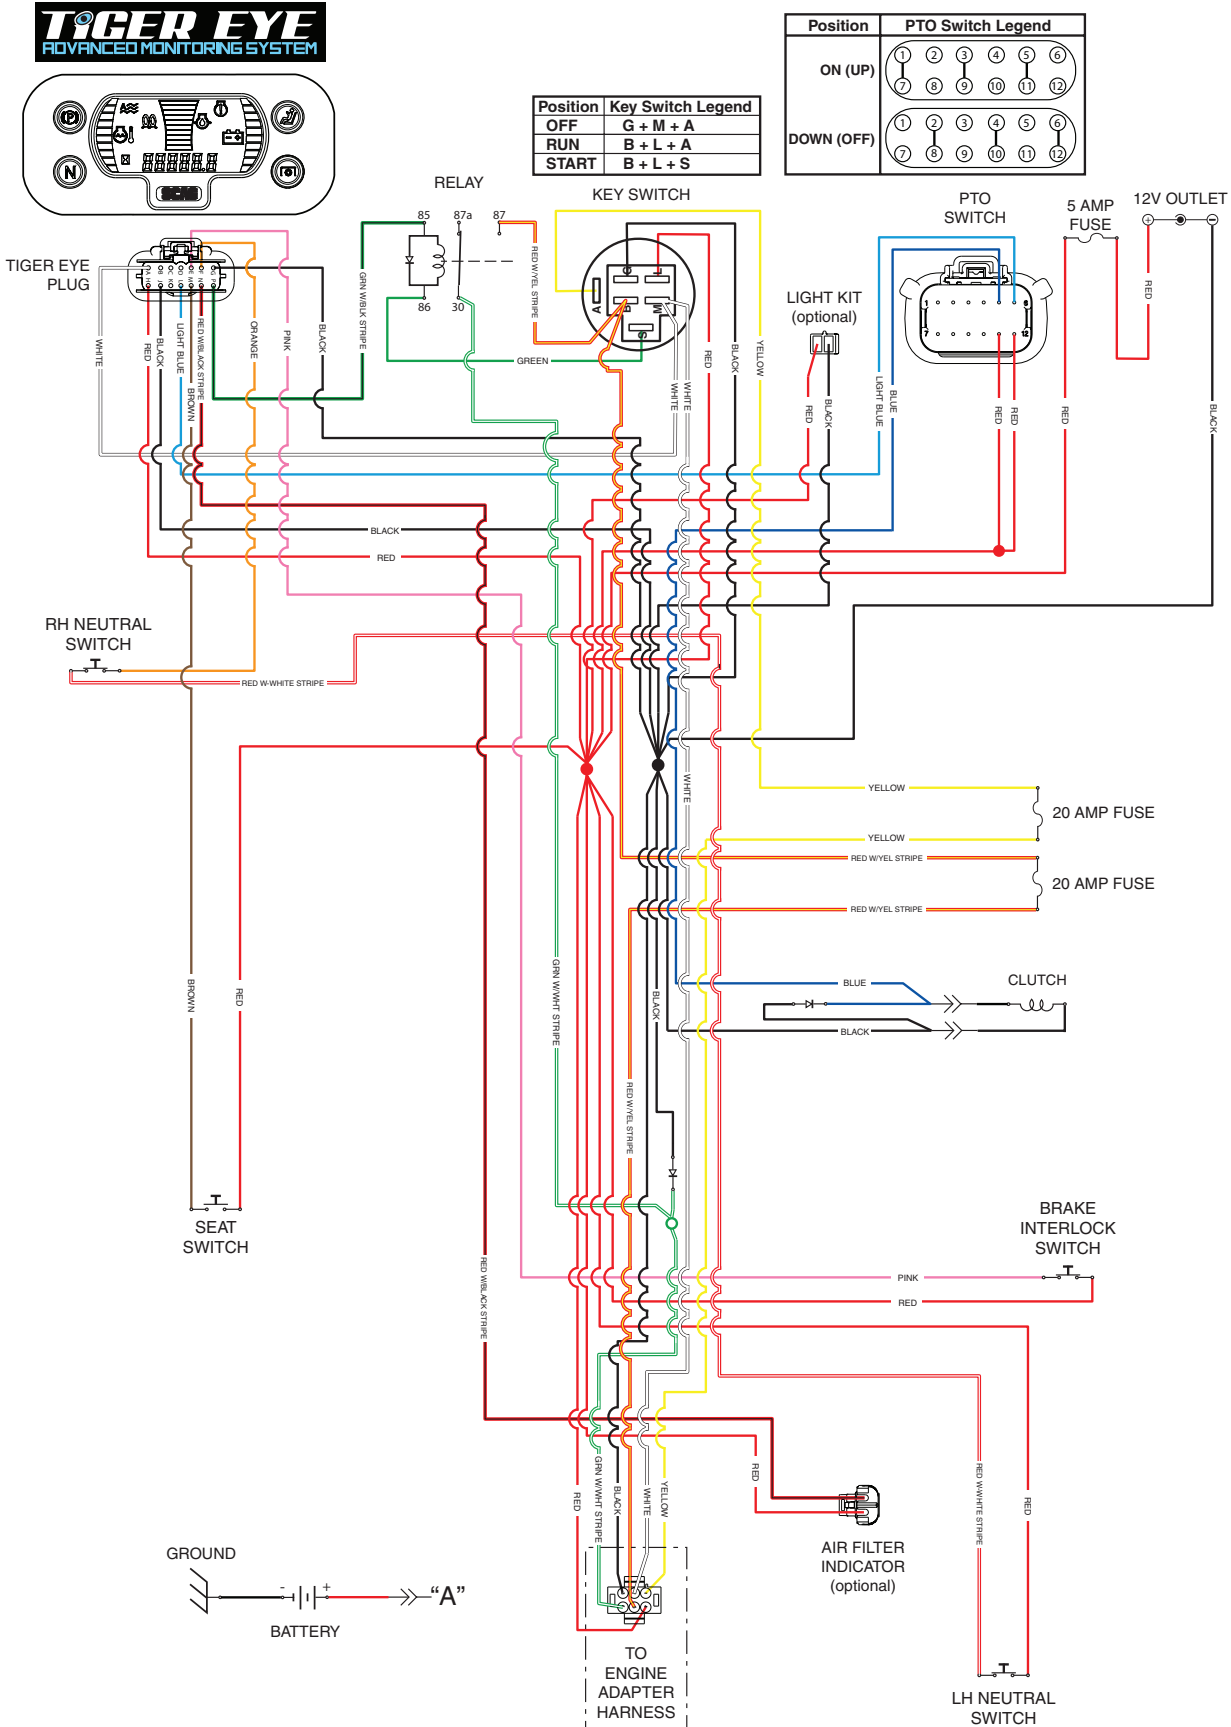 TiGER EYE
ADVANCED MONITORING SYSTEM
Position PTO Switch Legend
ON (UP)
1 2 3 4 5 6
7 8 9 10 11 12
DOWN (OFF)
1 2 3 4 5 6
7 8 9 10 11 12
Position Key Switch Legend
OFF G + M + A
RUN B + L + A
START B + L + S
(P)
N
SCAG
RELAY
85 87a 87
86 30
KEY SWITCH
G L
A B M
S
PTO
SWITCH
1 6
7 12
5 AMP
FUSE
12V OUTLET
+ -
TIGER EYE
PLUG
LIGHT KIT
(optional)
WHITE
RED
BLACK
LIGHT BLUE
BROWN
RED W/BLACK STRIPE
ORANGE
PINK
BLACK
GRN W/BLK STRIPE
GREEN
RED W/YEL STRIPE
WHITE
WHITE
RED
BLACK
YELLOW
RED
BLACK
LIGHT BLUE
BLUE
RED
RED
RED
RED
BLACK
BLACK
RED
RH NEUTRAL
SWITCH
RED W-WHITE STRIPE
WHITE
YELLOW
20 AMP FUSE
YELLOW
RED W/YEL STRIPE
20 AMP FUSE
RED W/YEL STRIPE
BROWN
RED
GRN W/WHT STRIPE
BLACK
BLUE
CLUTCH
BLACK
RED W/YEL STRIPE
SEAT
SWITCH
BRAKE
INTERLOCK
SWITCH
RED W/BLACK STRIPE
PINK
RED
RED
GRN W/WHT STRIPE
BLACK
WHITE
YELLOW
RED
RED W-WHITE STRIPE
RED
AIR FILTER
INDICATOR
(optional)
GROUND
- +
"A"
BATTERY
TO
ENGINE
ADAPTER
HARNESS
LH NEUTRAL
SWITCH